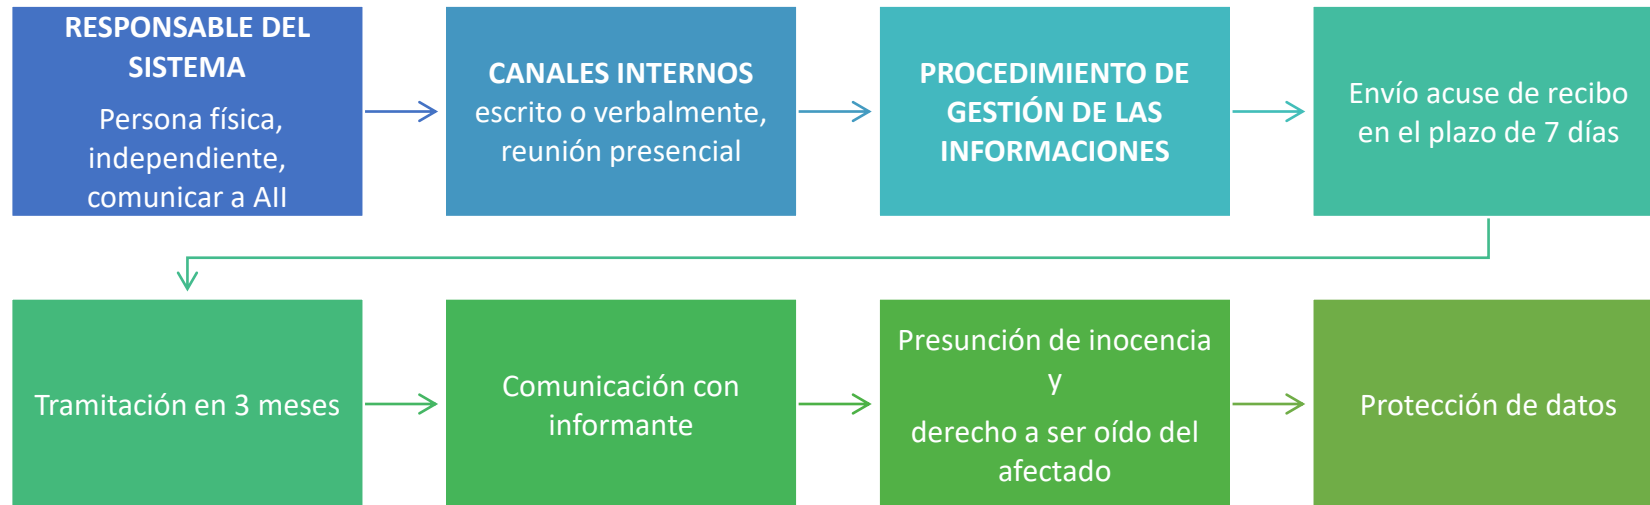 RESPONSABLE DEL
SISTEMA
Persona física,
independiente,
comunicar a AII
CANALES INTERNOS
escrito o verbalmente,
reunión presencial
PROCEDIMIENTO DE
GESTIÓN DE LAS
INFORMACIONES
Envío acuse de recibo
en el plazo de 7 días
Tramitación en 3 meses
Comunicación con
informante
Presunción de inocencia
y
derecho a ser oído del
afectado
Protección de datos